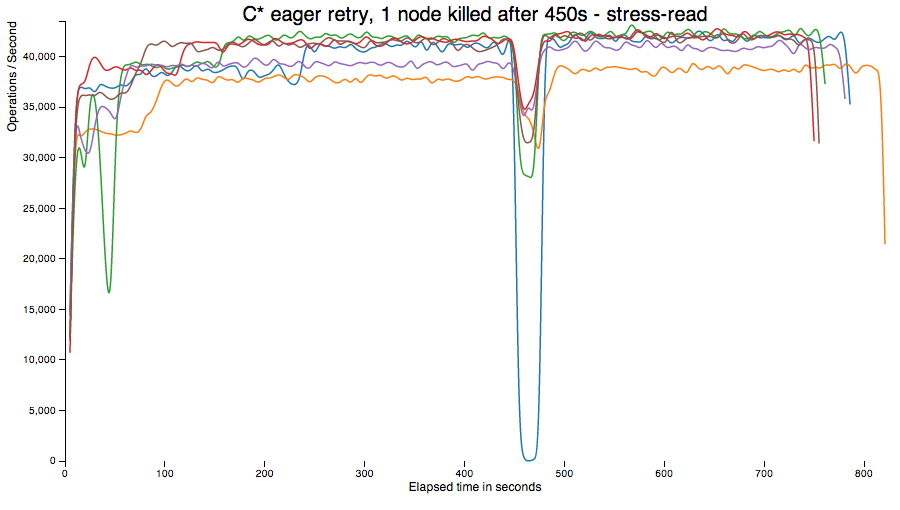 C* eager retry, 1 node killed after 450s - stress-read
Operations / Second
40,000
35,000
30,000
25,000
20,000
15,000
10,000
5,000
0
0 100 200 300 400 500 600 700 800
Elapsed time in seconds